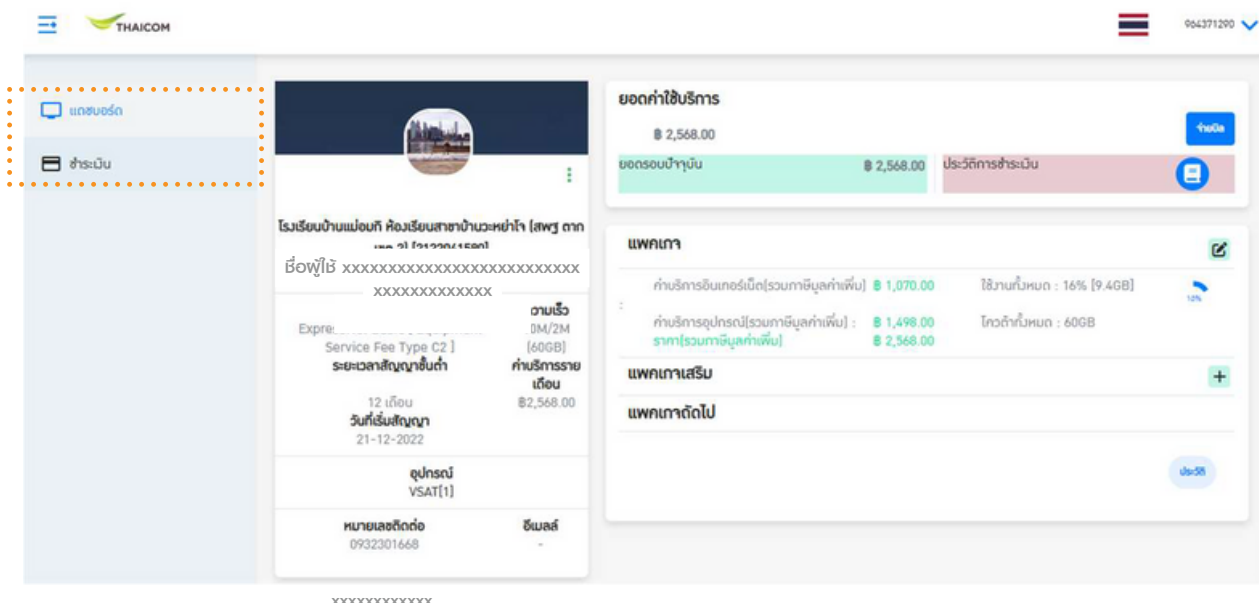 THAICOM
964371290
แดชบอร์ด
ชำระเงิน
โรงเรียนบ้านแม่อมกิ ห้องเรียนสาขาบ้านวะหย่าโจ (สพฐ ตาก
ชื่อผู้ใช้ xxxxxxxxxxxxxxxxxxxxxxxxxx
xxxxxxxxxxxxx
Service Fee Type C2 ]
0M/2M
[60GB]
ระยะเวลาสัญญาขั้นต่ำ
12 เดือน
ค่าบริการราย
เดือน
฿2,568.00
วันที่เริ่มสัญญา
21-12-2022
อุปกรณ์
VSAT[1]
หมายเลขติดต่อ
0932301668
อีเมลล์
-
xxxxxxxxxxxx
ยอดค่าใช้บริการ
฿ 2,568.00
จ่ายบิล
ยอดรอบปัจจุบัน ฿ 2,568.00
ประวัติการชำระเงิน
แพคเกจ
ค่าบริการอินเทอร์เน็ต(รวมภาษีมูลค่าเพิ่ม) ฿ 1,070.00 ใช้งานทั้งหมด : 16% [9.4GB]
:
ค่าบริการอุปกรณ์(รวมภาษีมูลค่าเพิ่ม) : ฿ 1,498.00 โควต้าทั้งหมด : 60GB
ราคา(รวมภาษีมูลค่าเพิ่ม) ฿ 2,568.00
แพคเกจเสริม
แพคเกจถัดไป
ประวัติ